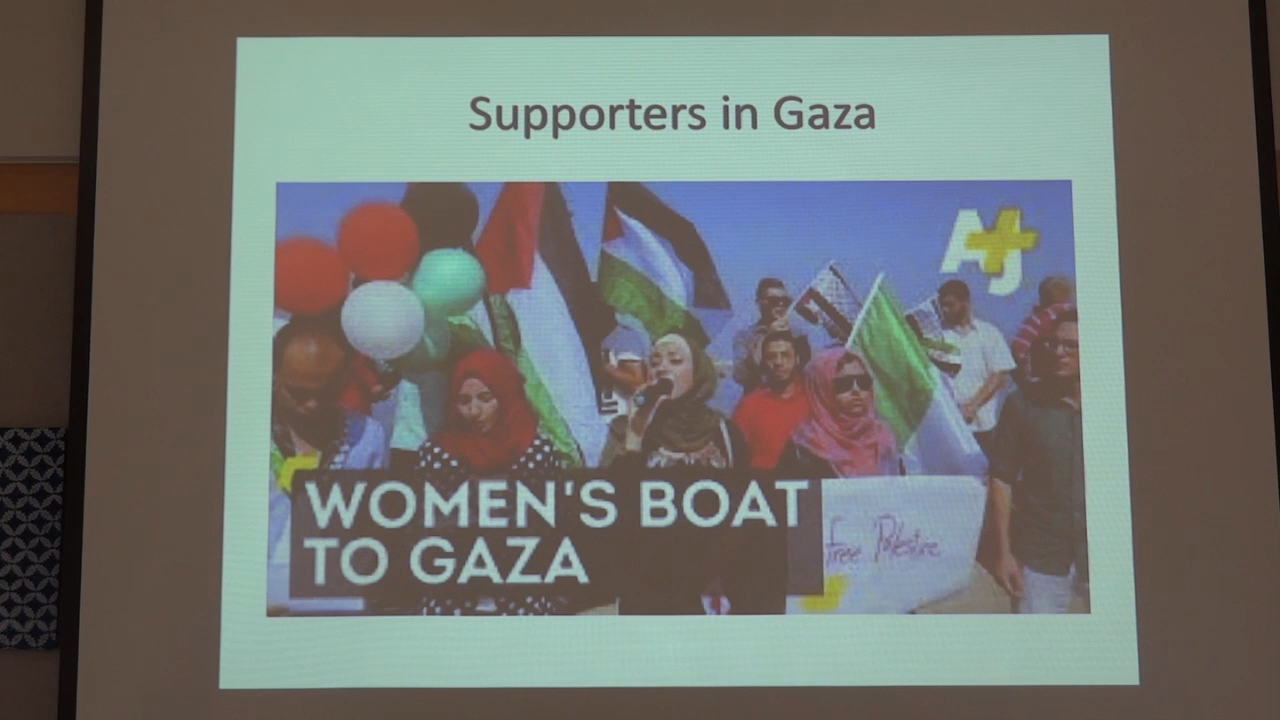 Supporters in Gaza
AJ+
WOMEN'S BOAT
TO GAZA
free Palestine